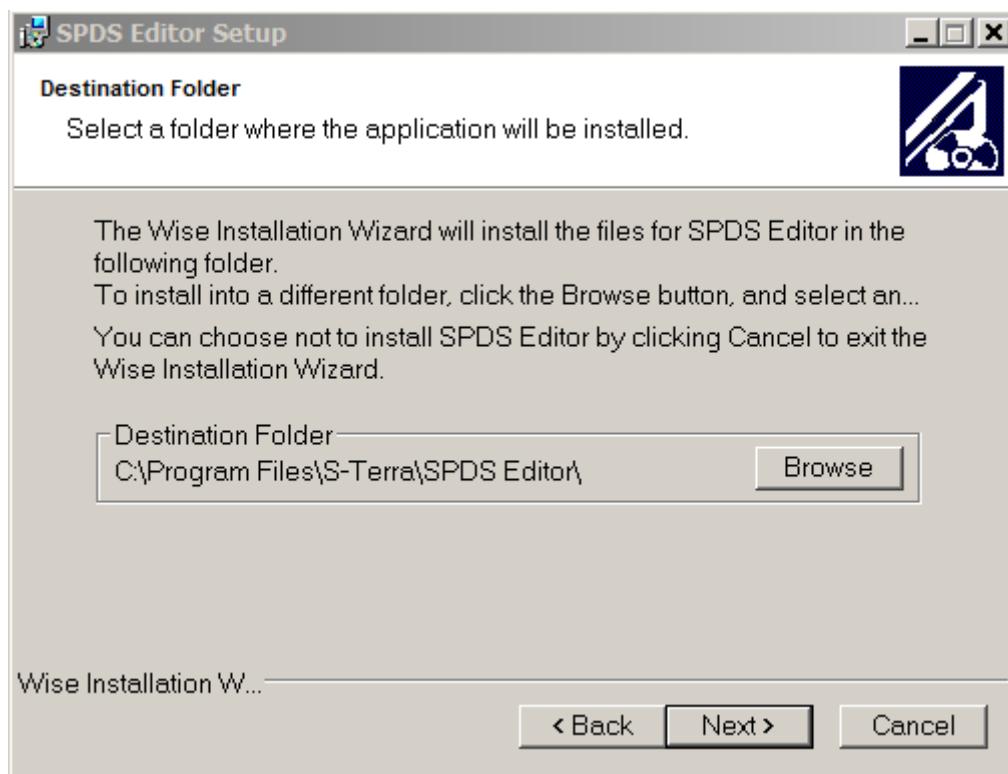 SPDS Editor Setup
Destination Folder
Select a folder where the application will be installed.
The Wise Installation Wizard will install the files for SPDS Editor in the
following folder.
To install into a different folder, click the Browse button, and select an...
You can choose not to install SPDS Editor by clicking Cancel to exit the
Wise Installation Wizard.
Destination Folder
C:\Program Files\S-Terra\SPDS Editor\
Browse
Wise Installation W...
< Back
Next >
Cancel